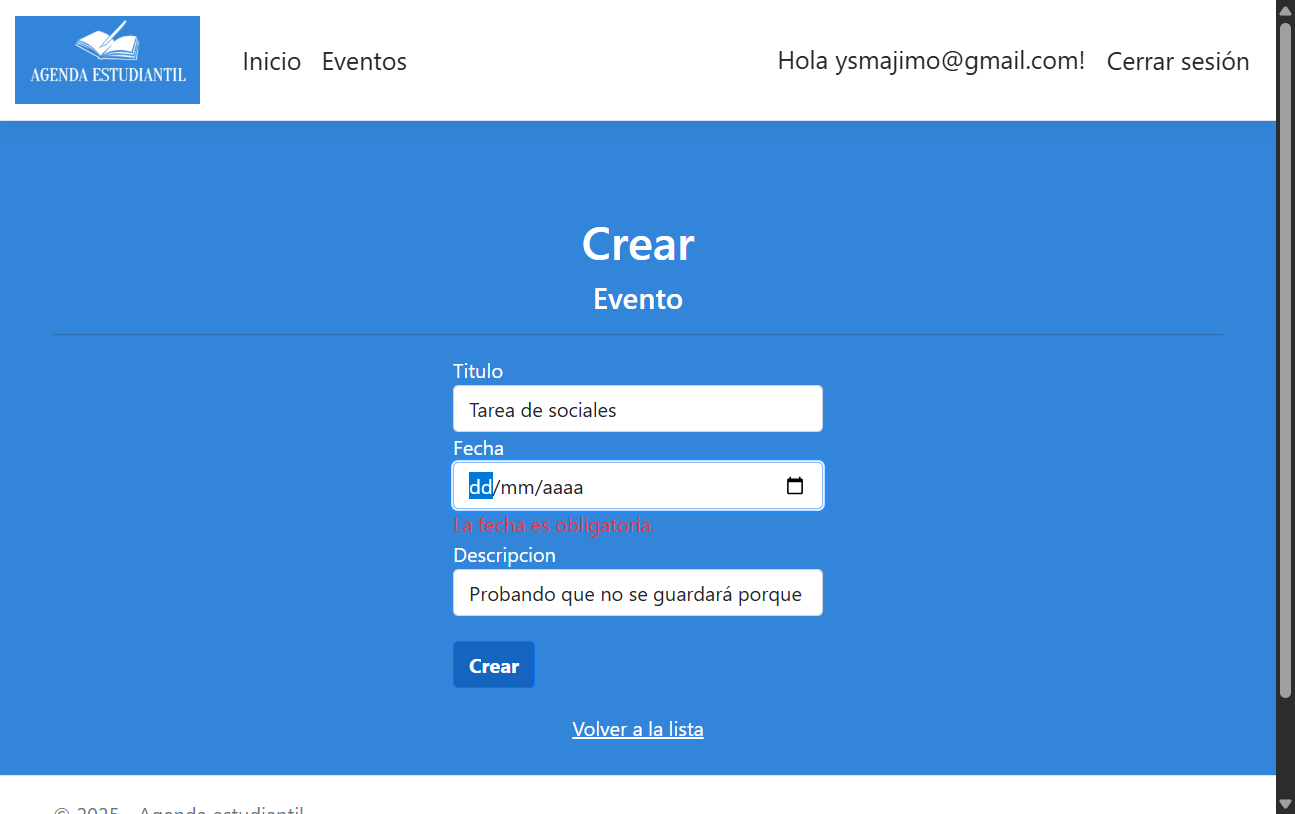 AGENDA ESTUDIANTIL
Inicio Eventos
Hola ysmajimo@gmail.com! Cerrar sesión
Crear
Evento
Titulo
Tarea de sociales
Fecha
dd/mm/aaaa
La fecha es obligatoria.
Descripcion
Probando que no se guardará porque
Crear
Volver a la lista
© 2025 - Agenda estudiantil